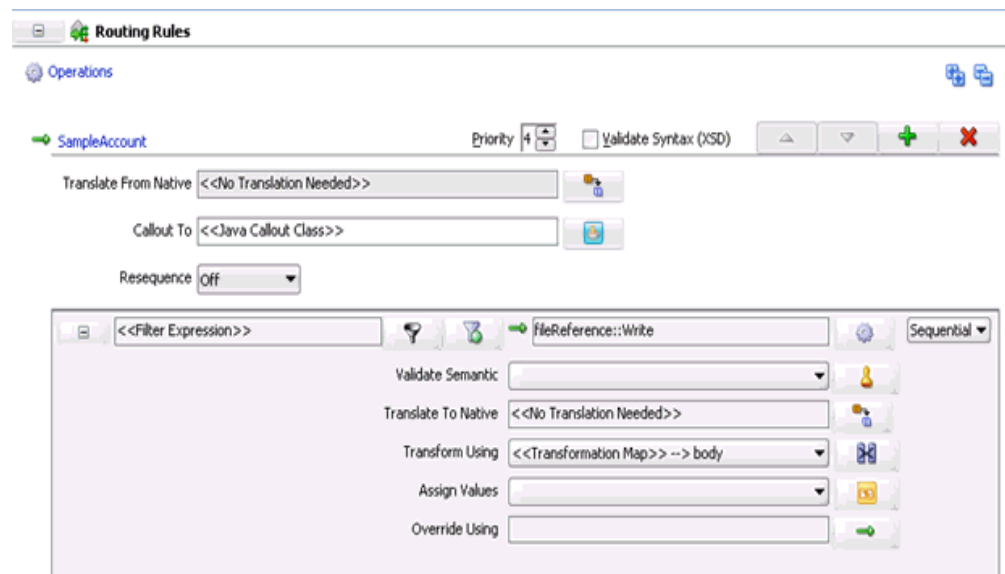 Routing Rules
Operations
SampleAccount Priority 4 Validate Syntax (XSD)
Translate From Native <<No Translation Needed>>
Callout To <<Java Callout Class>>
Resequence Off
<<Filter Expression>> fileReference::Write Sequential
Validate Semantic
Translate To Native <<No Translation Needed>>
Transform Using <<Transformation Map>> --> body
Assign Values
Override Using